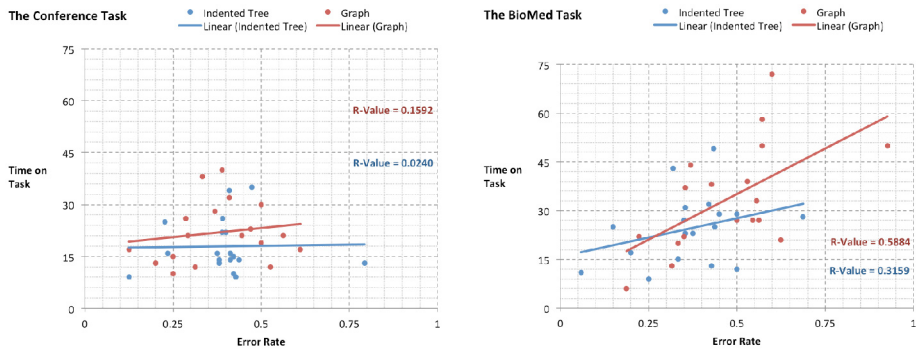 The Conference Task
Indented Tree
Graph
Linear (Indented Tree)
Linear (Graph)
75
60
45
30
15
0
Time on
Task
R-Value = 0.1592
R-Value = 0.0240
0
0.25
0.5
0.75
1
Error Rate
The BioMed Task
Indented Tree
Graph
Linear (Indented Tree)
Linear (Graph)
75
60
45
30
15
0
Time on
Task
R-Value = 0.5884
R-Value = 0.3159
0
0.25
0.5
0.75
1
Error Rate